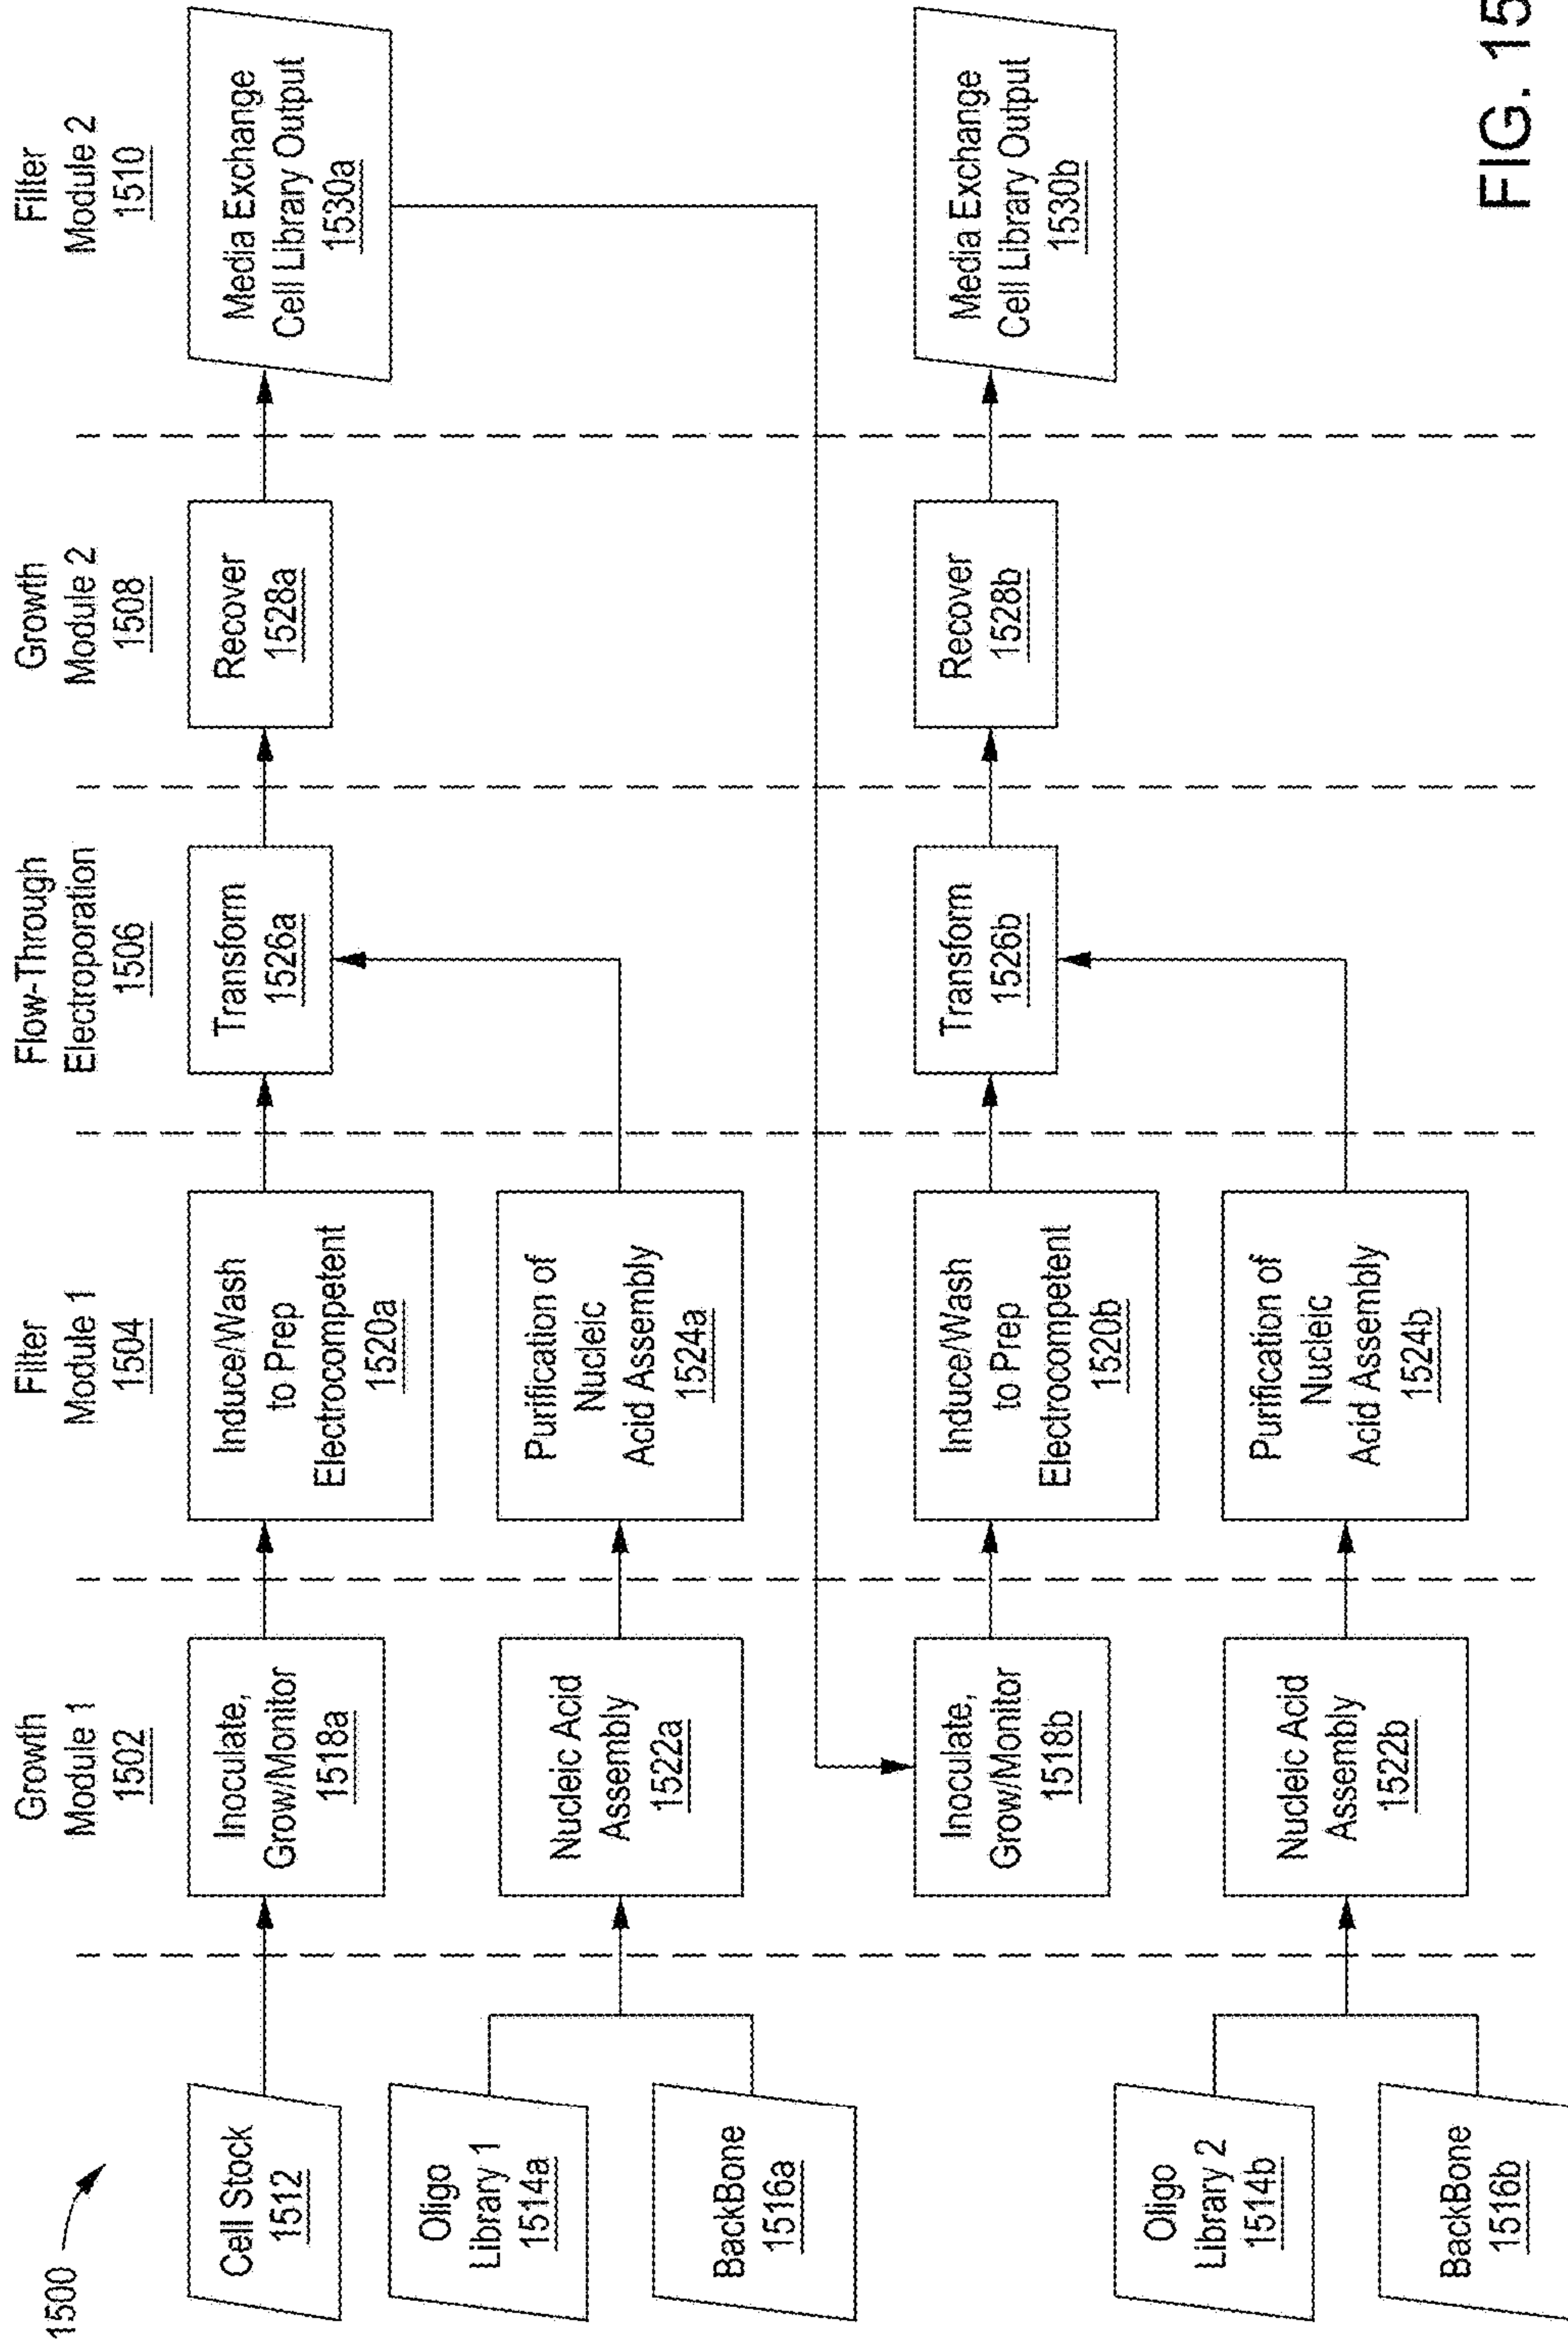 1500
Growth
Module 1
1502
Filter
Module 1
1504
Flow-Through
Electroporation
1506
Growth
Module 2
1508
Filter
Module 2
1510
Cell Stock
1512
Inoculate,
Grow/Monitor
1518a
Induce/Wash
to Prep
Electrocompetent
1520a
Transform
1526a
Recover
1528a
Media Exchange
Cell Library Output
1530a
Oligo
Library 1
1514a
BackBone
1516a
Nucleic Acid
Assembly
1522a
Purification of
Nucleic
Acid Assembly
1524a
Inoculate,
Grow/Monitor
1518b
Induce/Wash
to Prep
Electrocompetent
1520b
Transform
1526b
Recover
1528b
Media Exchange
Cell Library Output
1530b
Oligo
Library 2
1514b
BackBone
1516b
Nucleic Acid
Assembly
1522b
Purification of
Nucleic
Acid Assembly
1524b
FIG. 15